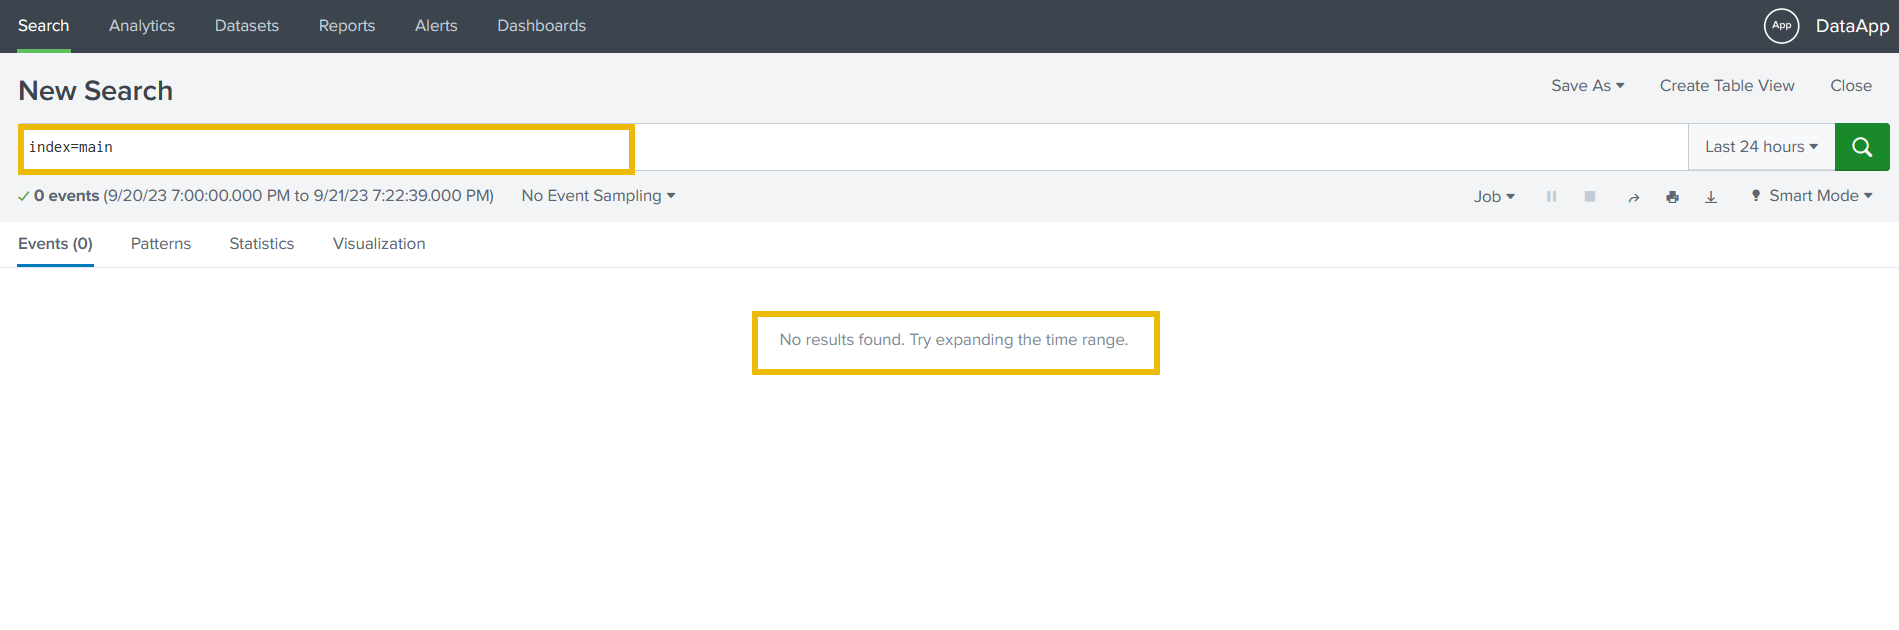 Search Analytics Datasets Reports Alerts Dashboards App DataApp
New Search Save As Create Table View Close
index=main Last 24 hours
0 events (9/20/23 7:00:00.000 PM to 9/21/23 7:22:39.000 PM) No Event Sampling Job Smart Mode
Events (0) Patterns Statistics Visualization
No results found. Try expanding the time range.